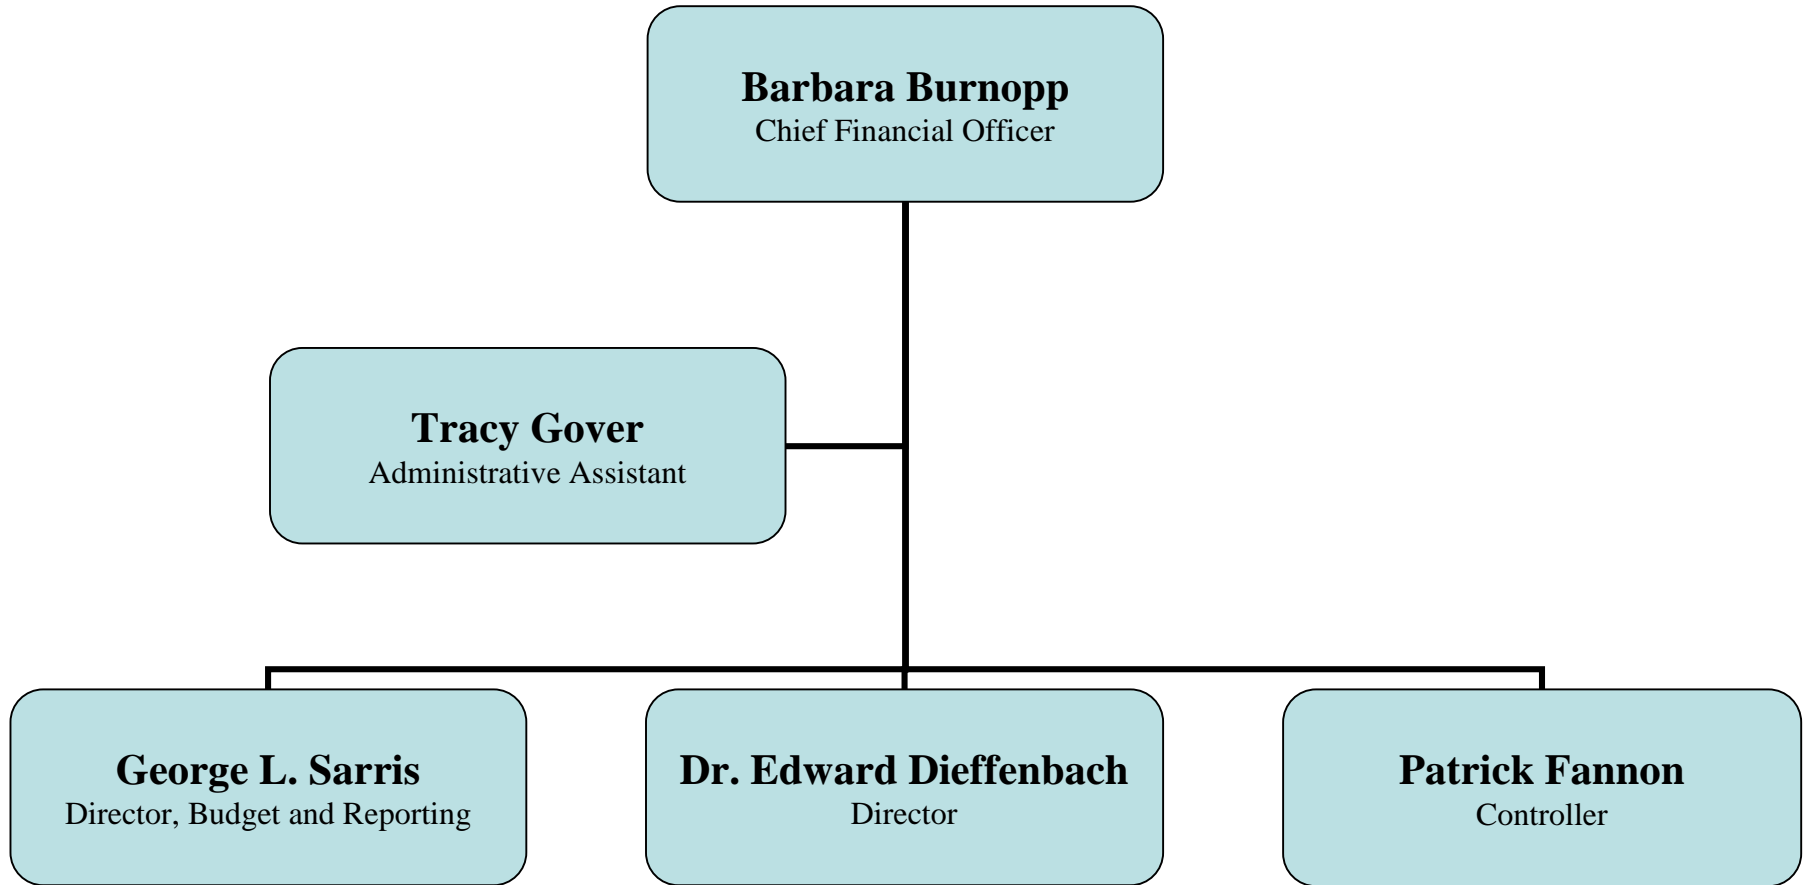 Barbara Burnopp
Chief Financial Officer
Tracy Gover
Administrative Assistant
George L. Sarris
Director, Budget and Reporting
Dr. Edward Dieffenbach
Director
Patrick Fannon
Controller